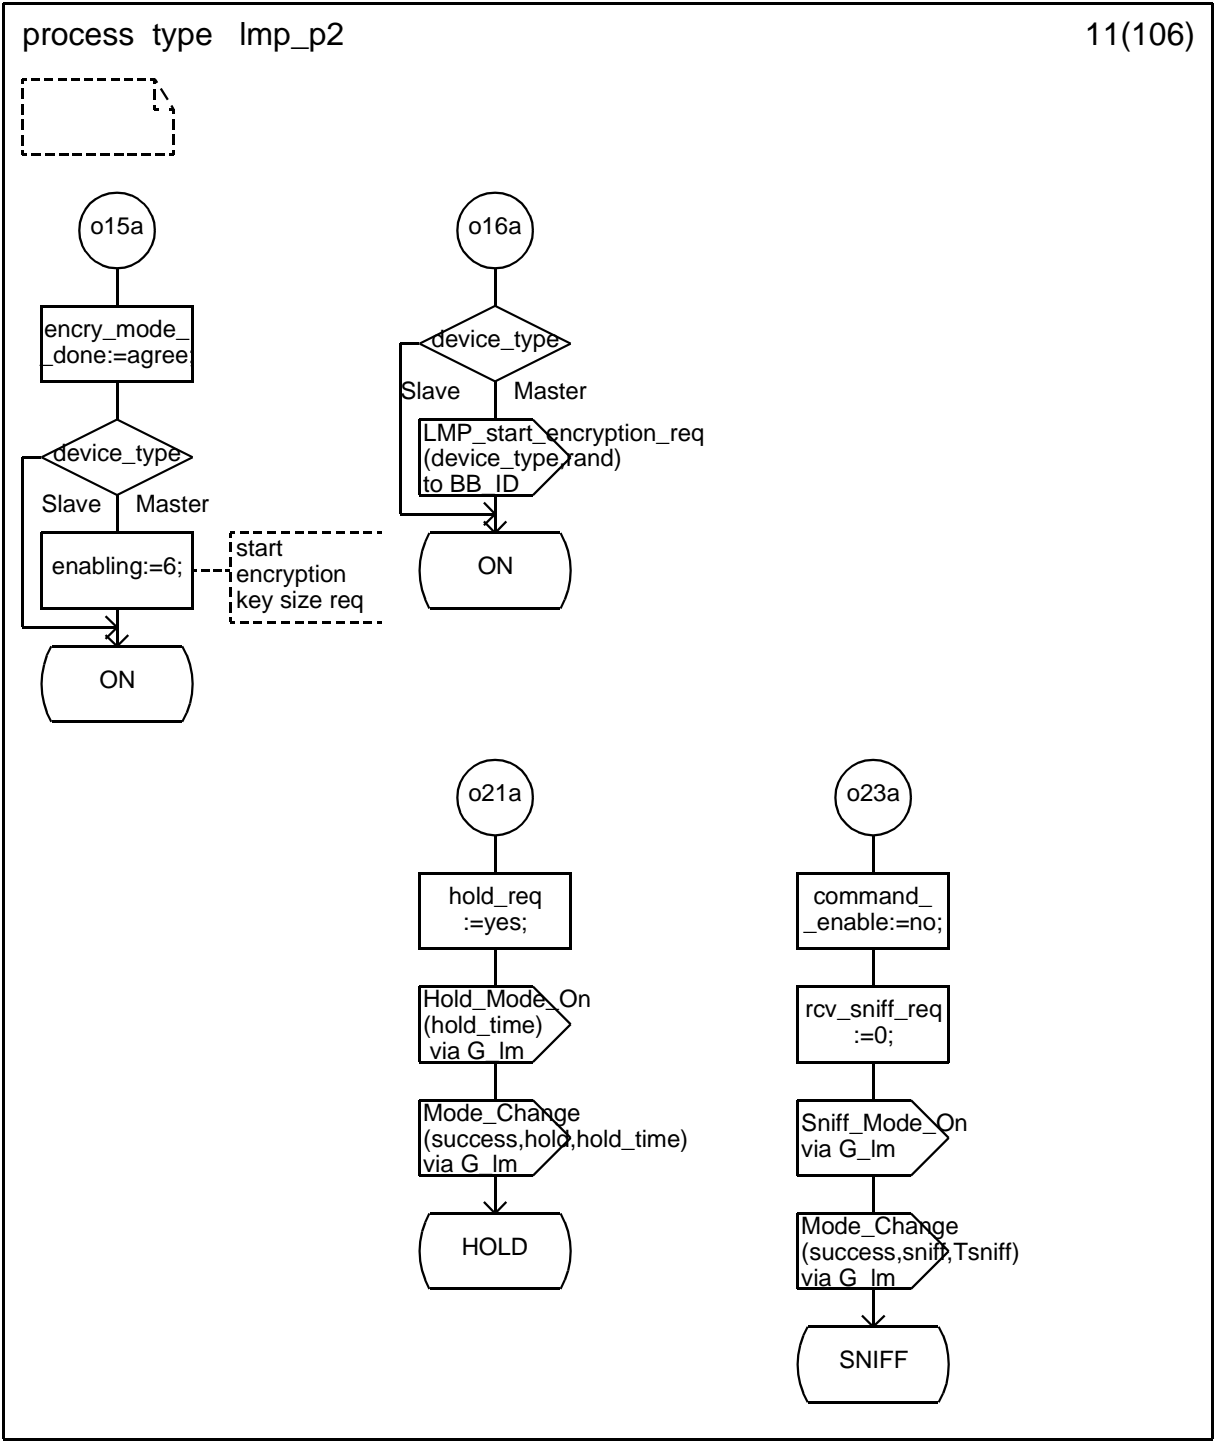 process type lmp_p2
11(106)
o15a
encry_mode_
_done:=agree;
device_type
Slave
Master
enabling:=6;
start
encryption
key size req
ON
o16a
device_type
Slave
Master
LMP_start_encryption_req
(device_type,rand)
to BB_ID
ON
o21a
hold_req
:=yes;
Hold_Mode_On
(hold_time)
via G_lm
Mode_Change
(success,hold,hold_time)
via G_lm
HOLD
o23a
command_
_enable:=no;
rcv_sniff_req
:=0;
Sniff_Mode_On
via G_lm
Mode_Change
(success,sniff,Tsniff)
via G_lm
SNIFF